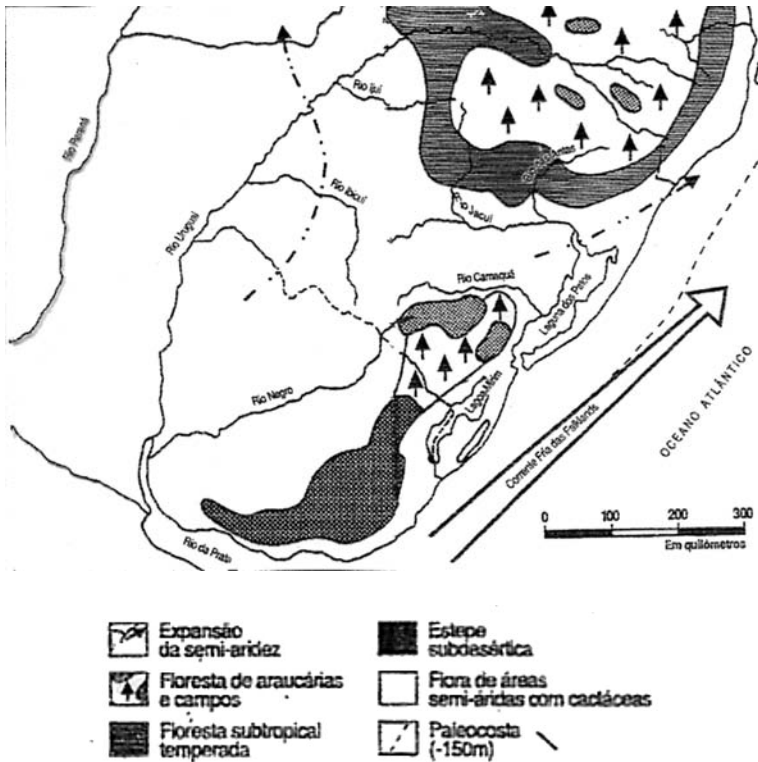 Rio Paraná
Rio Ijuí
Rio Uruguai
Rio Ibicuí
Rio Jacuí
Rio Camaquã
Laguna dos Patos
Rio Negro
Lagoa Mirim
Rio da Prata
Corrente Fria das Falklands
OCEANO ATLÂNTICO
0 100 200 300
Em quilómetros
Expansão
da semi-aridez
Floresta de araucárias
e campos
Floresta subtropical
temperada
Estepe
subdesértica
Flora de áreas
semi-áridas com cactáceas
Paleocosta
(-150m)